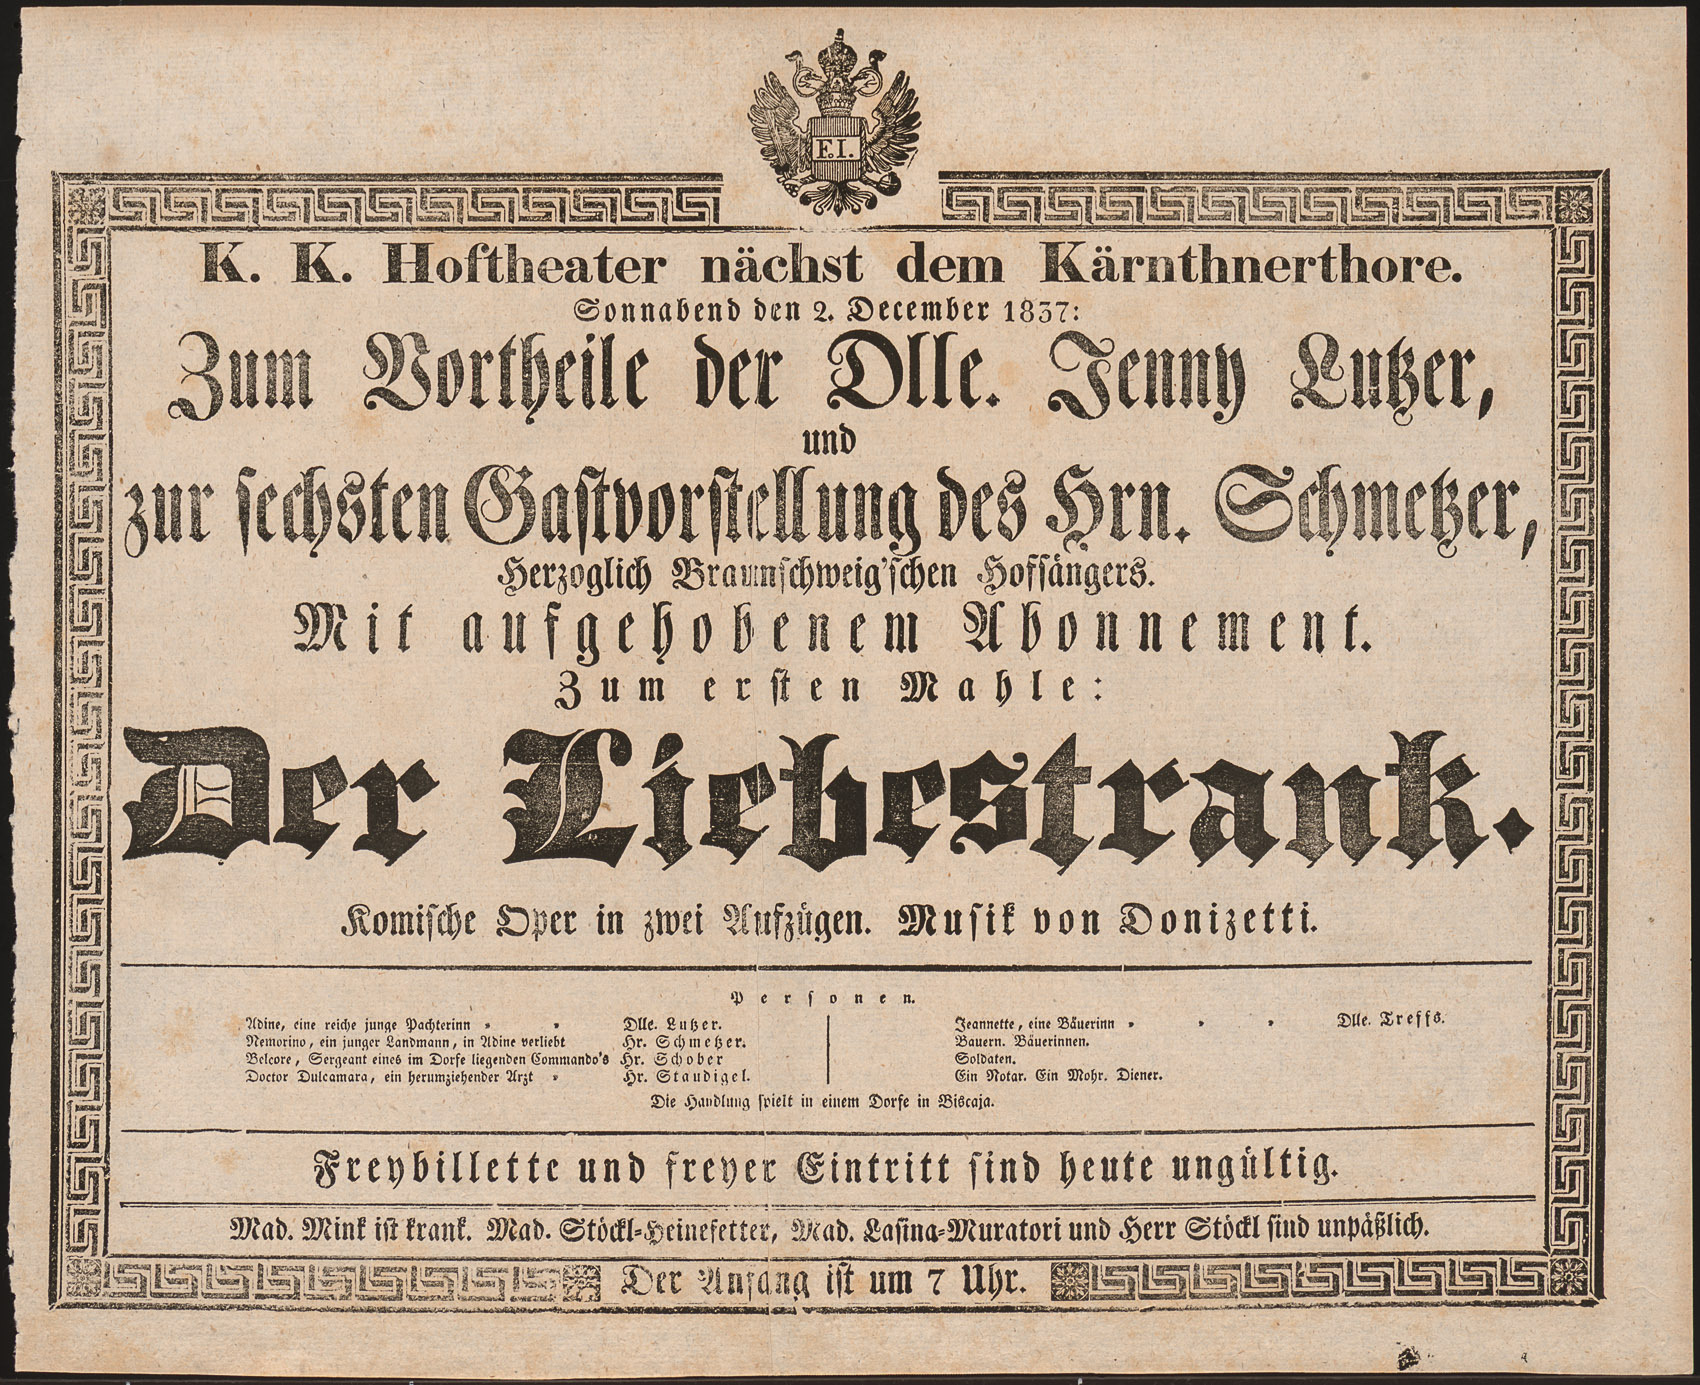 F.I.
K. K. Hoftheater nächst dem Kärnthnerthore.
Sonnabend den 2. December 1837:
Zum Vortheile der Dlle. Jenny Lutzer,
und
zur sechsten Gastvorstellung des Hrn. Schmetzer,
Herzoglich Braunschweig'schen Hofsängers.
Mit aufgehobenem Abonnement.
Zum ersten Mahle:
Der Liebestrank.
Komische Oper in zwei Aufzügen. Musik von Donizetti.
Personen.
Adine, eine reiche junge Pachterinn = = Dlle. Lutzer.
Nemorino, ein junger Landmann, in Adine verliebt Hr. Schmetzer.
Belcore, Sergeant eines im Dorfe liegenden Commando's Hr. Schober
Doctor Dulcamara, ein herumziehender Arzt = Hr. Staudigel.
Jeannette, eine Bäuerinn = = = Dlle. Treffs.
Bauern. Bäuerinnen.
Soldaten.
Ein Notar. Ein Mohr. Diener.
Die Handlung spielt in einem Dorfe in Biscaja.
Freybillette und freyer Eintritt sind heute ungültig.
Mad. Mink ist krank. Mad. Stöckl=Heinefetter, Mad. Lasina=Muratori und Herr Stöckl sind unpäßlich.
Der Anfang ist um 7 Uhr.